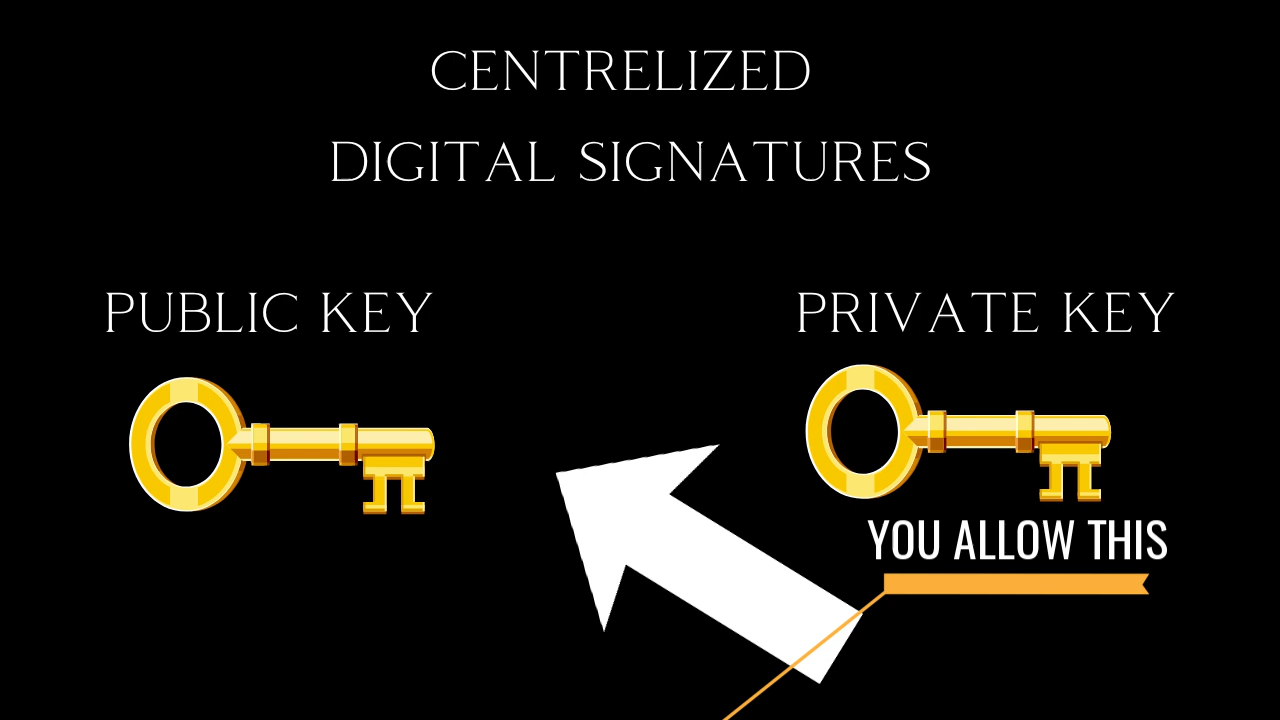 CENTRELIZED
DIGITAL SIGNATURES
PUBLIC KEY
PRIVATE KEY
YOU ALLOW THIS